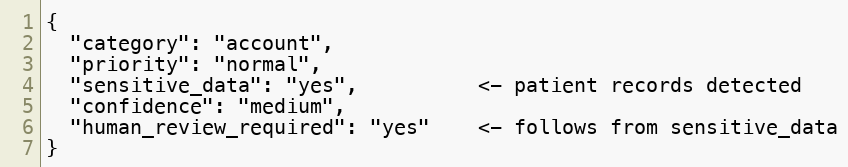 1 {
2   "category": "account",
3   "priority": "normal",
4   "sensitive_data": "yes",          <− patient records detected
5   "confidence": "medium",
6   "human_review_required": "yes"    <− follows from sensitive_data
7 }